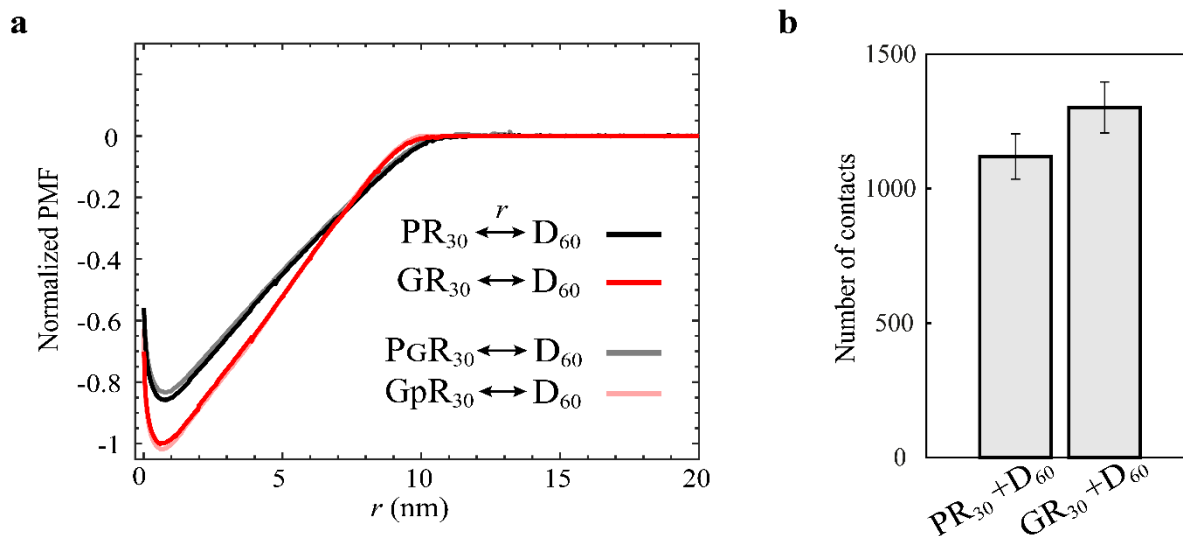 a
Normalized PMF
0
-0.2
-0.4
-0.6
-0.8
-1
r
PR₃₀ ↔ D₆₀
GR₃₀ ↔ D₆₀
PGR₃₀ ↔ D₆₀
GpR₃₀ ↔ D₆₀
0 5 10 15 20
r (nm)
b
Number of contacts
1500
1000
500
0
PR₃₀+D₆₀
GR₃₀+D₆₀